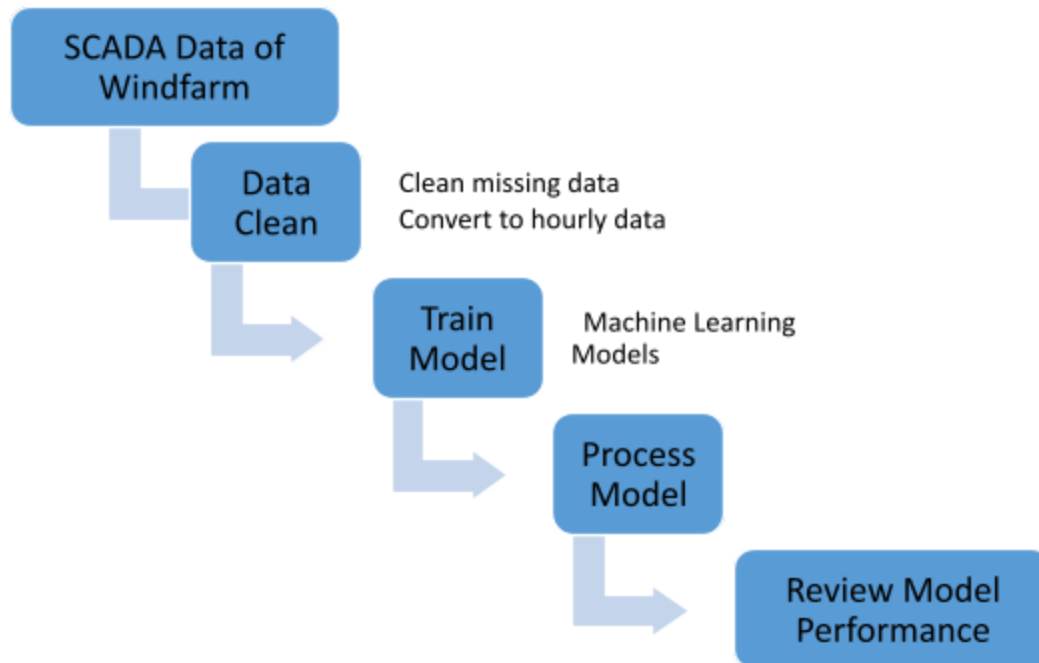 SCADA Data of
Windfarm
Data
Clean
Clean missing data
Convert to hourly data
Train
Model
Machine Learning
Models
Process
Model
Review Model
Performance